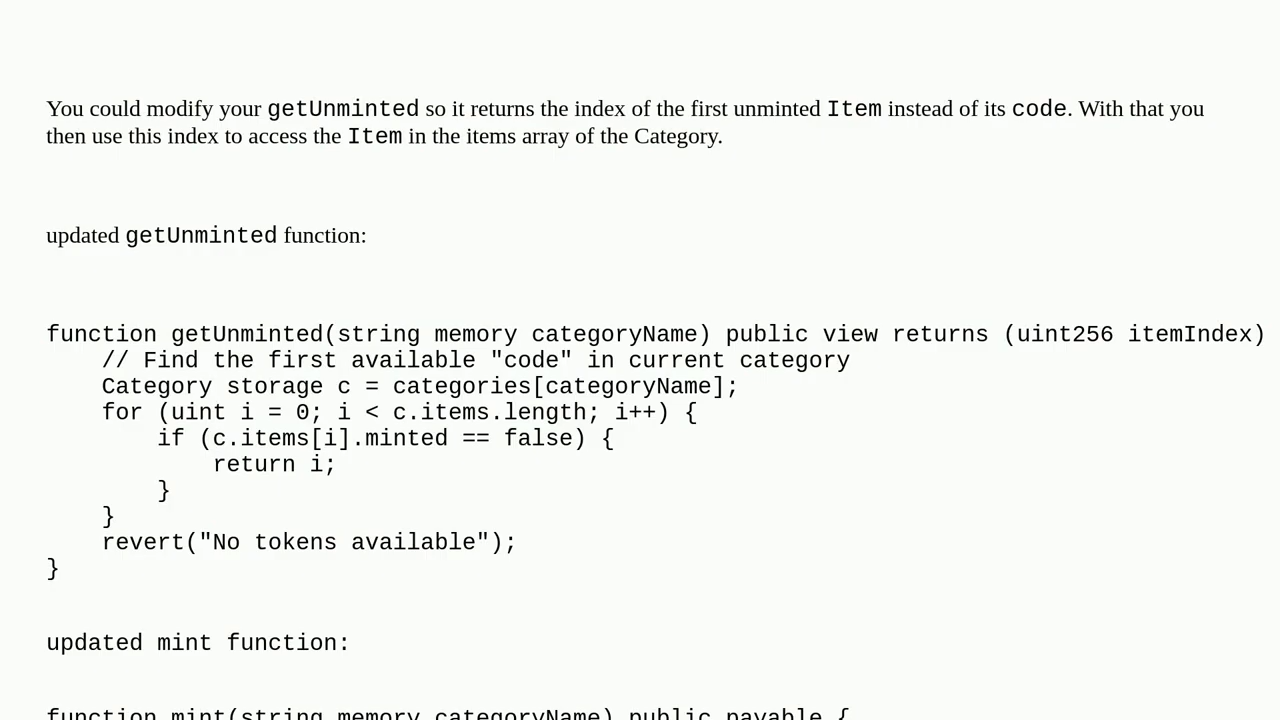 You could modify your getUnminted so it returns the index of the first unminted Item instead of its code. With that you
then use this index to access the Item in the items array of the Category.
updated getUnminted function:
function getUnminted(string memory categoryName) public view returns (uint256 itemIndex)
    // Find the first available "code" in current category
    Category storage c = categories[categoryName];
    for (uint i = 0; i < c.items.length; i++) {
        if (c.items[i].minted == false) {
            return i;
        }
    }
    revert("No tokens available");
}
updated mint function:
function mint(string memory categoryName) public payable {